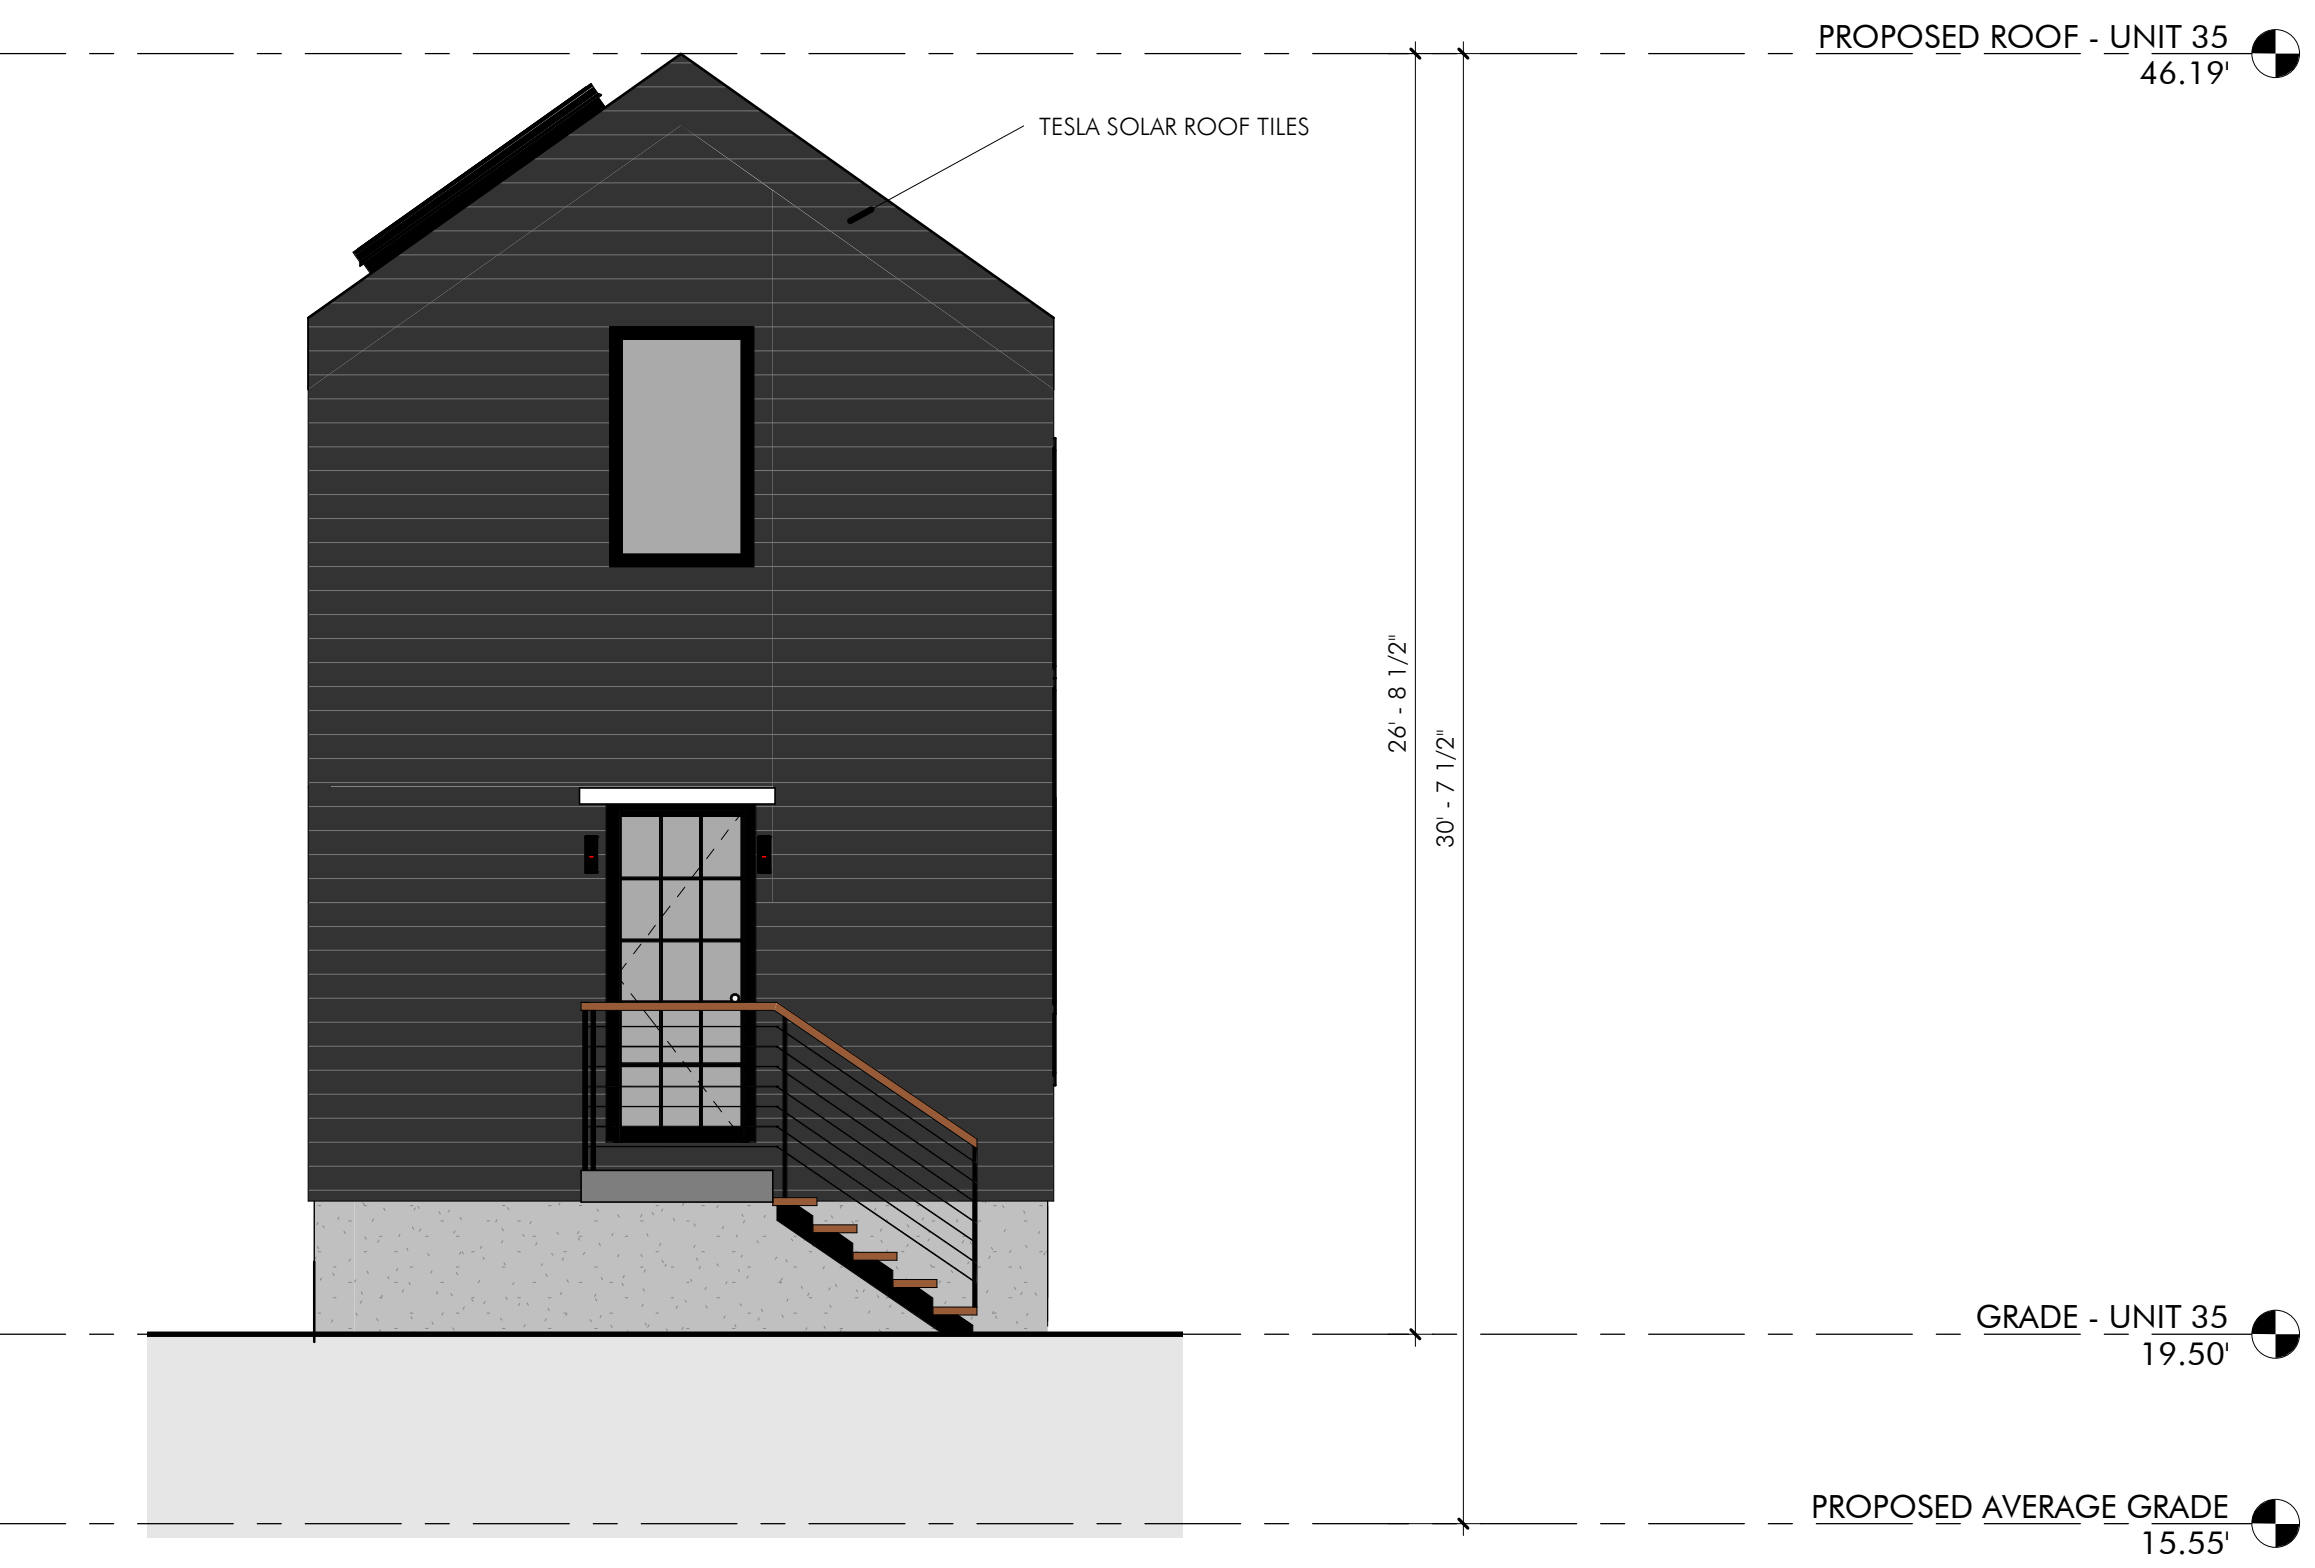 PROPOSED ROOF - UNIT 35
46.19'
TESLA SOLAR ROOF TILES
26' - 8 1/2"
30' - 7 1/2"
GRADE - UNIT 35
19.50'
PROPOSED AVERAGE GRADE
15.55'